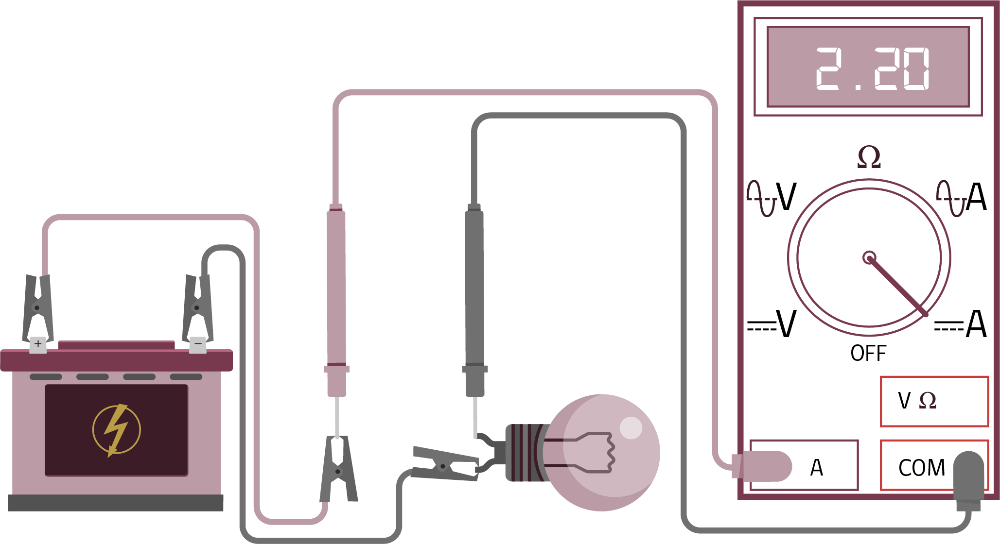 2.20
Ω
V A
V A
OFF
+ −
V Ω
A COM